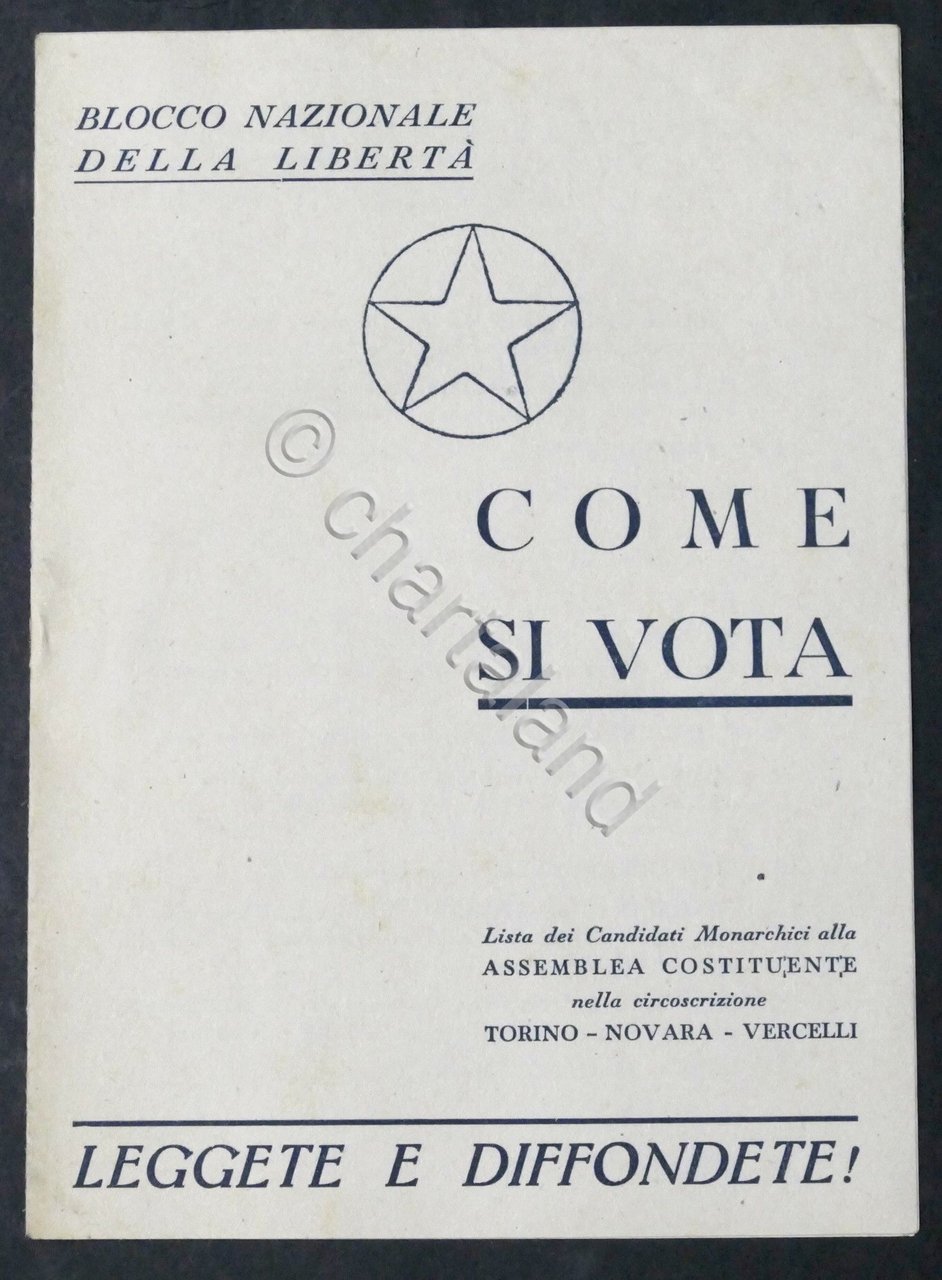 BLOCCO NAZIONALE
DELLA LIBERTÀ
COME
SI VOTA
© chartaland
Lista dei Candidati Monarchici alla
ASSEMBLEA COSTITUENTE
nella circoscrizione
TORINO - NOVARA - VERCELLI
LEGGETE E DIFFONDETE!